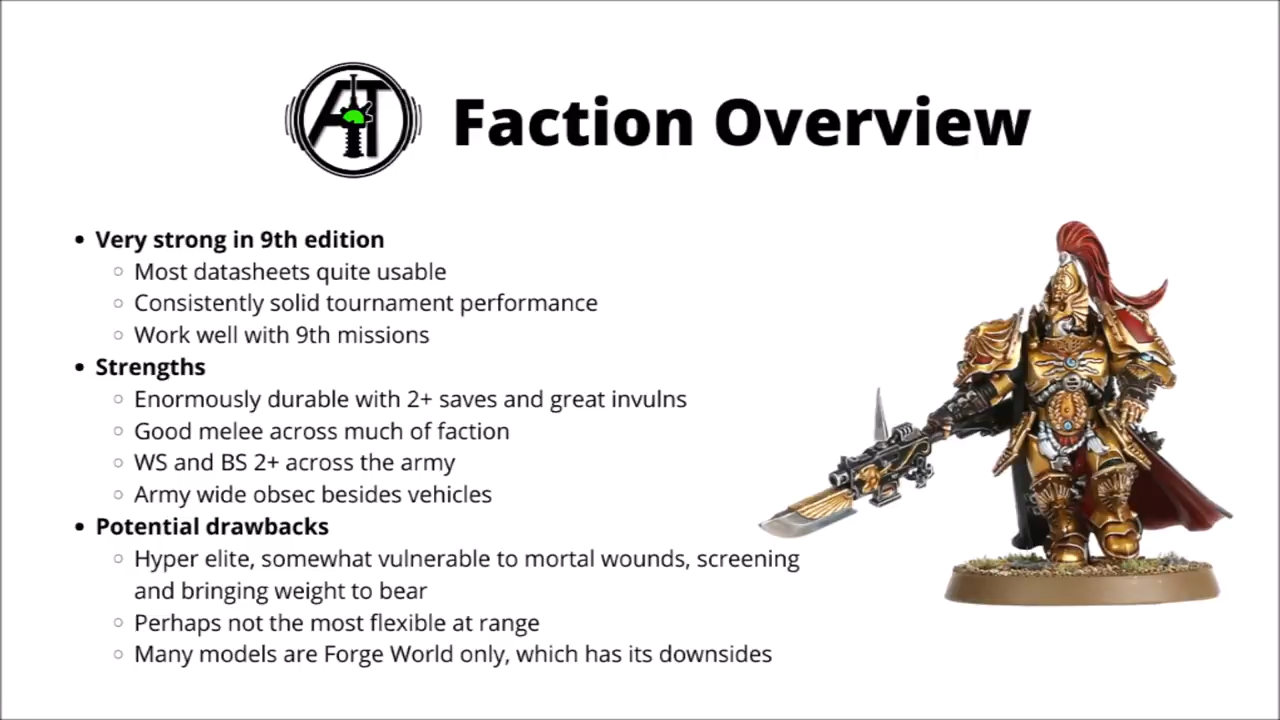 AT
Faction Overview
• Very strong in 9th edition
○ Most datasheets quite usable
○ Consistently solid tournament performance
○ Work well with 9th missions
• Strengths
○ Enormously durable with 2+ saves and great invulns
○ Good melee across much of faction
○ WS and BS 2+ across the army
○ Army wide obsec besides vehicles
• Potential drawbacks
○ Hyper elite, somewhat vulnerable to mortal wounds, screening
and bringing weight to bear
○ Perhaps not the most flexible at range
○ Many models are Forge World only, which has its downsides